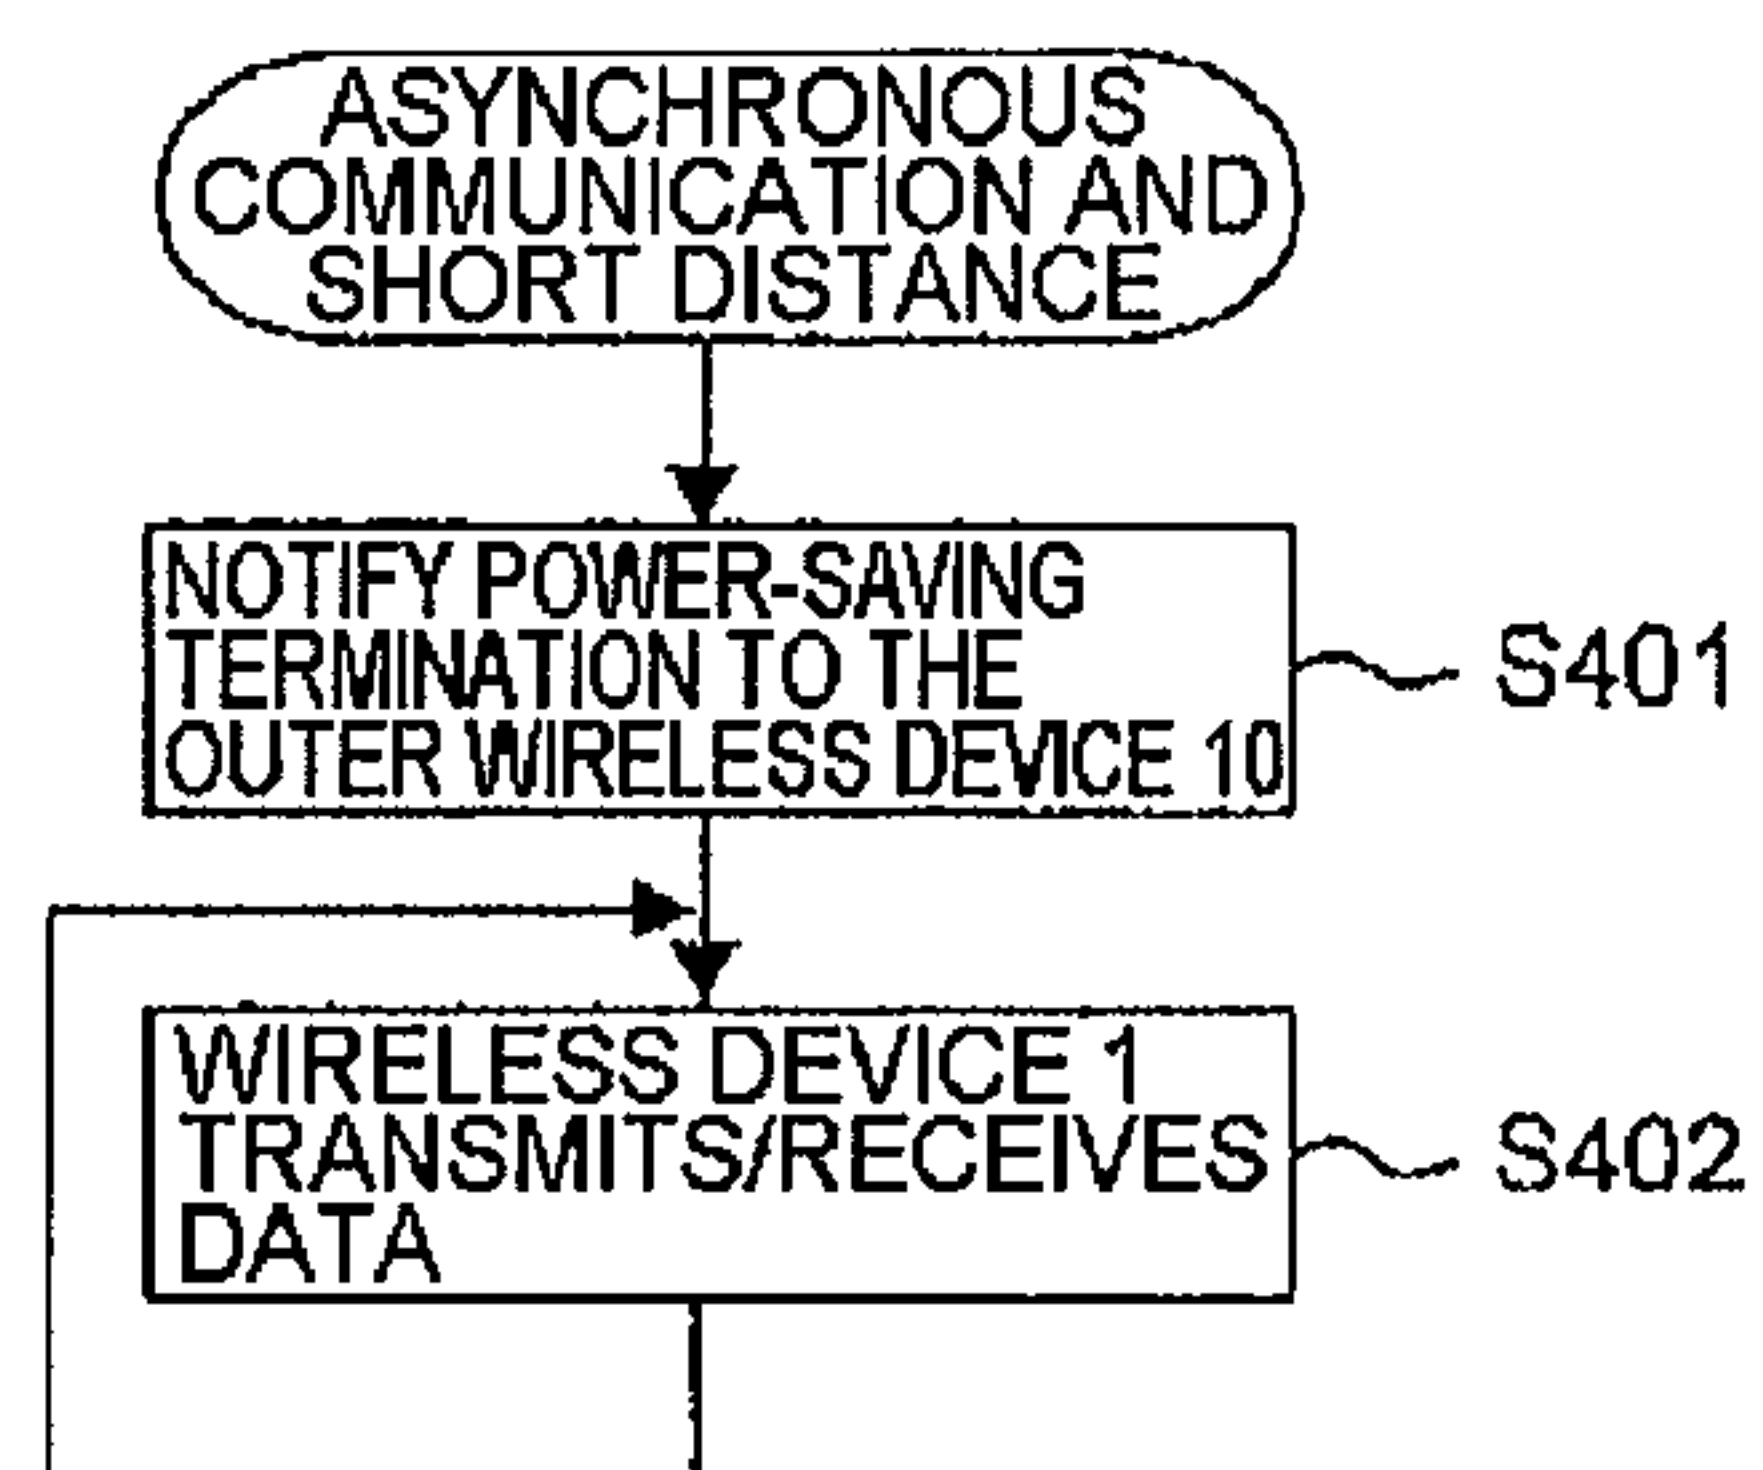 ASYNCHRONOUS
COMMUNICATION AND
SHORT DISTANCE
NOTIFY POWER-SAVING
TERMINATION TO THE
OUTER WIRELESS DEVICE 10
S401
WIRELESS DEVICE 1
TRANSMITS/RECEIVES
DATA
S402